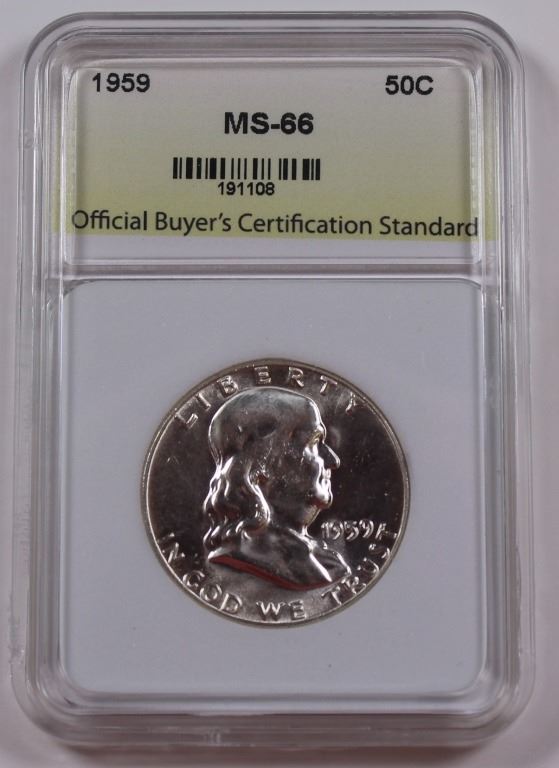 1959 50C
MS-66
191108
Official Buyer's Certification Standard
LIBERTY
1959
IN GOD WE TRUST